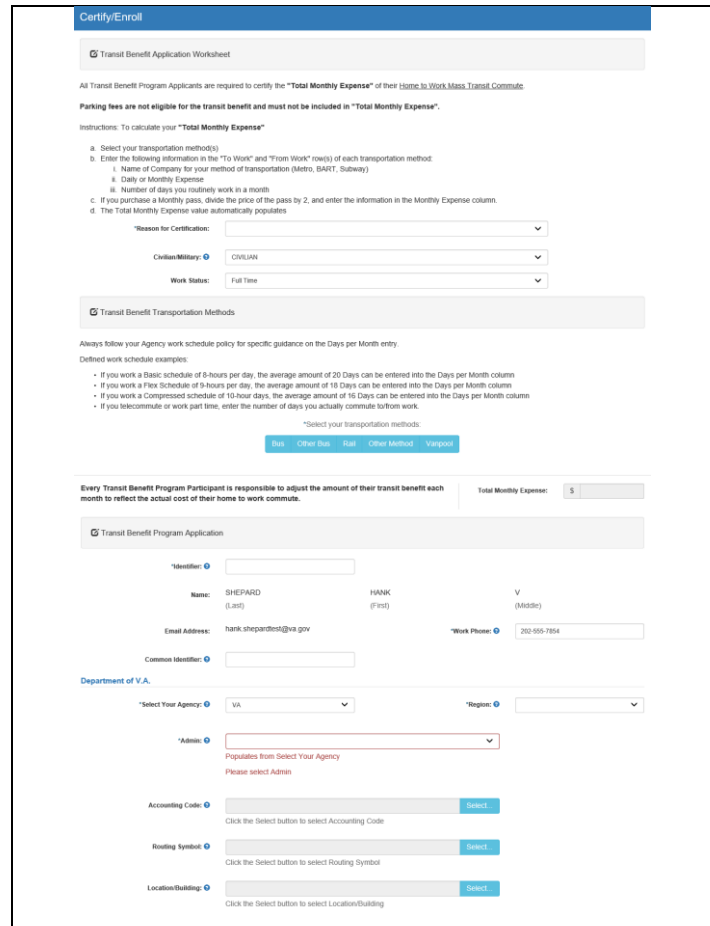 Certify/Enroll
Transit Benefit Application Worksheet
All Transit Benefit Program Applicants are required to certify the "Total Monthly Expense" of their Home to Work Mass Transit Commute.
Parking fees are not eligible for the transit benefit and must not be included in "Total Monthly Expense".
Instructions: To calculate your "Total Monthly Expense"
a. Select your transportation method(s)
b. Enter the following information in the "To Work" and "From Work" row(s) of each transportation method:
i. Name of Company for your method of transportation (Metro, BART, Subway)
ii. Daily or Monthly Expense
iii. Number of days you routinely work in a month
c. If you purchase a Monthly pass, divide the price of the pass by 2, and enter the information in the Monthly Expense column.
d. The Total Monthly Expense value automatically populates
*Reason for Certification:
Civilian/Military: CIVILIAN
Work Status: Full Time
Transit Benefit Transportation Methods
Always follow your Agency work schedule policy for specific guidance on the Days per Month entry.
Defined work schedule examples:
• If you work a Basic schedule of 8-hours per day, the average amount of 20 Days can be entered into the Days per Month column
• If you work a Flex Schedule of 9-hours per day, the average amount of 18 Days can be entered into the Days per Month column
• If you work a Compressed schedule of 10-hour days, the average amount of 16 Days can be entered into the Days per Month column
• If you telecommute or work part time, enter the number of days you actually commute to/from work.
*Select your transportation methods:
Bus Other Bus Rail Other Method Vanpool
Every Transit Benefit Program Participant is responsible to adjust the amount of their transit benefit each
month to reflect the actual cost of their home to work commute.
Total Monthly Expense: $
Transit Benefit Program Application
*Identifier:
Name: SHEPARD HANK V
(Last) (First) (Middle)
Email Address: hank.shepardtest@va.gov *Work Phone: 202-555-7854
Common Identifier:
Department of V.A.
*Select Your Agency: VA *Region:
*Admin:
Populates from Select Your Agency
Please select Admin
Accounting Code: Select...
Click the Select button to select Accounting Code
Routing Symbol: Select...
Click the Select button to select Routing Symbol
Location/Building: Select...
Click the Select button to select Location/Building